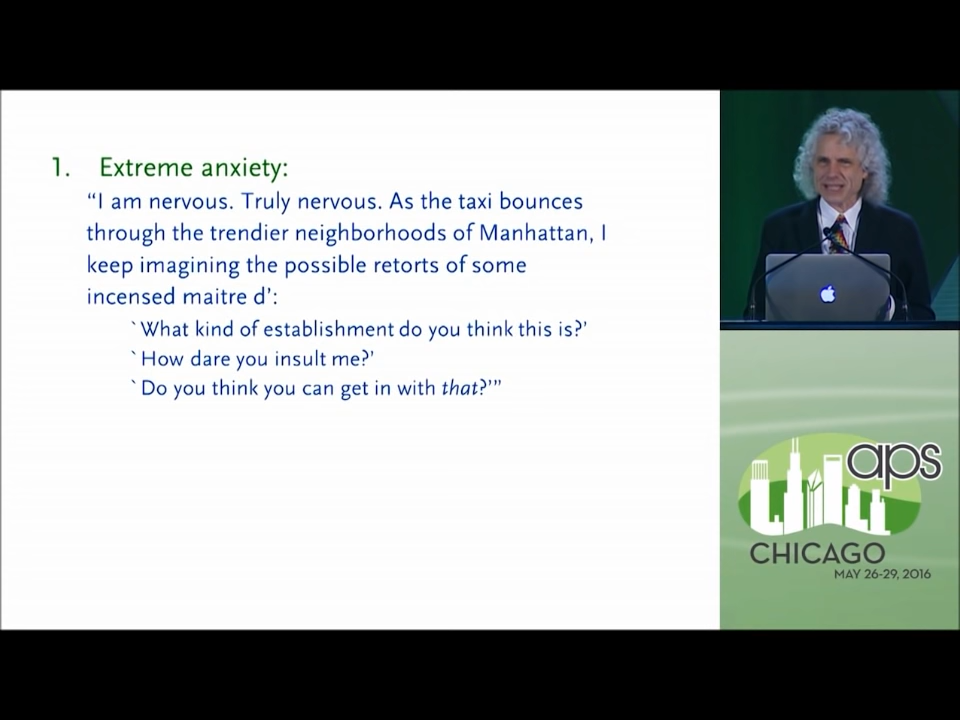 1. Extreme anxiety:
“I am nervous. Truly nervous. As the taxi bounces
through the trendier neighborhoods of Manhattan, I
keep imagining the possible retorts of some
incensed maitre d’:
`What kind of establishment do you think this is?’
`How dare you insult me?’
`Do you think you can get in with that?’”
aps
CHICAGO
MAY 26-29, 2016